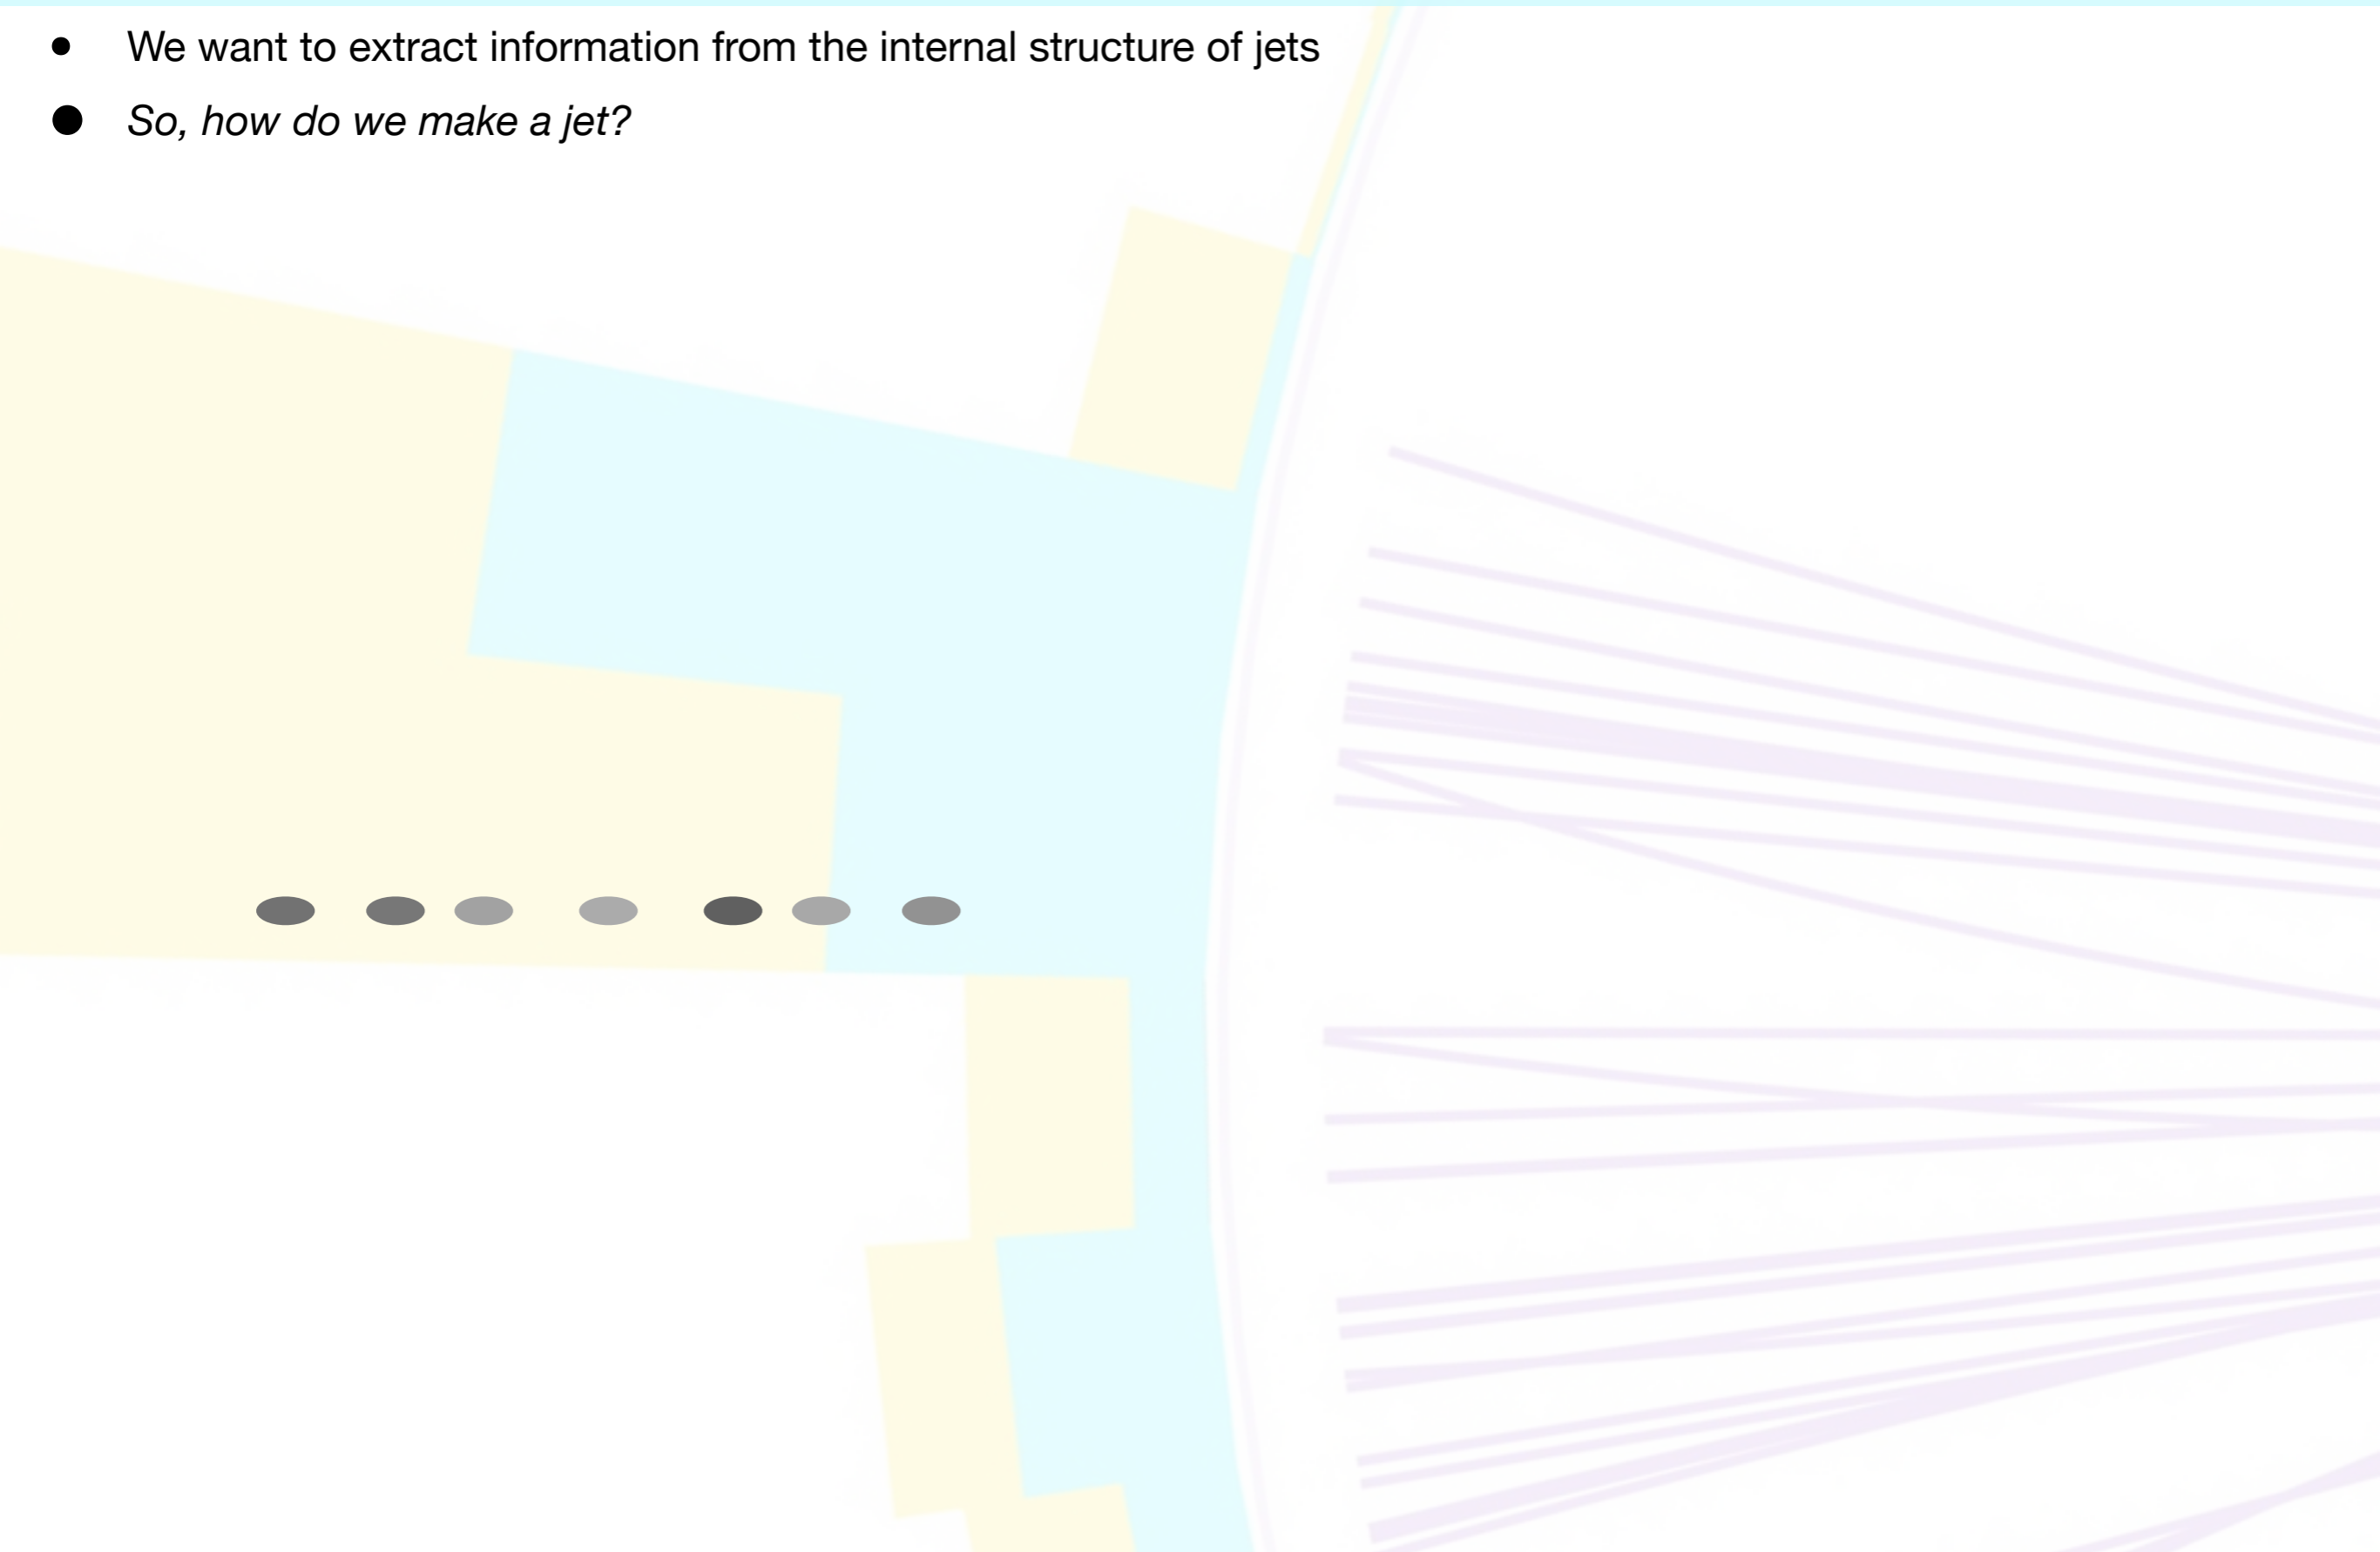 • We want to extract information from the internal structure of jets
• So, how do we make a jet?